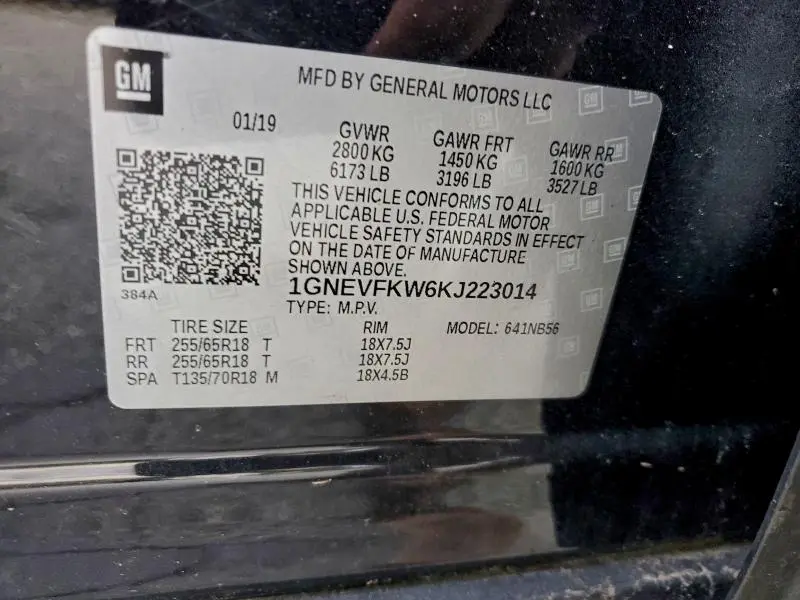 GM
MFD BY GENERAL MOTORS LLC
01/19
GVWR GAWR FRT GAWR RR
2800 KG 1450 KG 1600 KG
6173 LB 3196 LB 3527 LB
THIS VEHICLE CONFORMS TO ALL
APPLICABLE U.S. FEDERAL MOTOR
VEHICLE SAFETY STANDARDS IN EFFECT
ON THE DATE OF MANUFACTURE
SHOWN ABOVE.
384A
1GNEVFKW6KJ223014
TYPE: M.P.V.
TIRE SIZE RIM MODEL: 641NB56
FRT 255/65R18 T 18X7.5J
RR 255/65R18 T 18X7.5J
SPA T135/70R18 M 18X4.5B